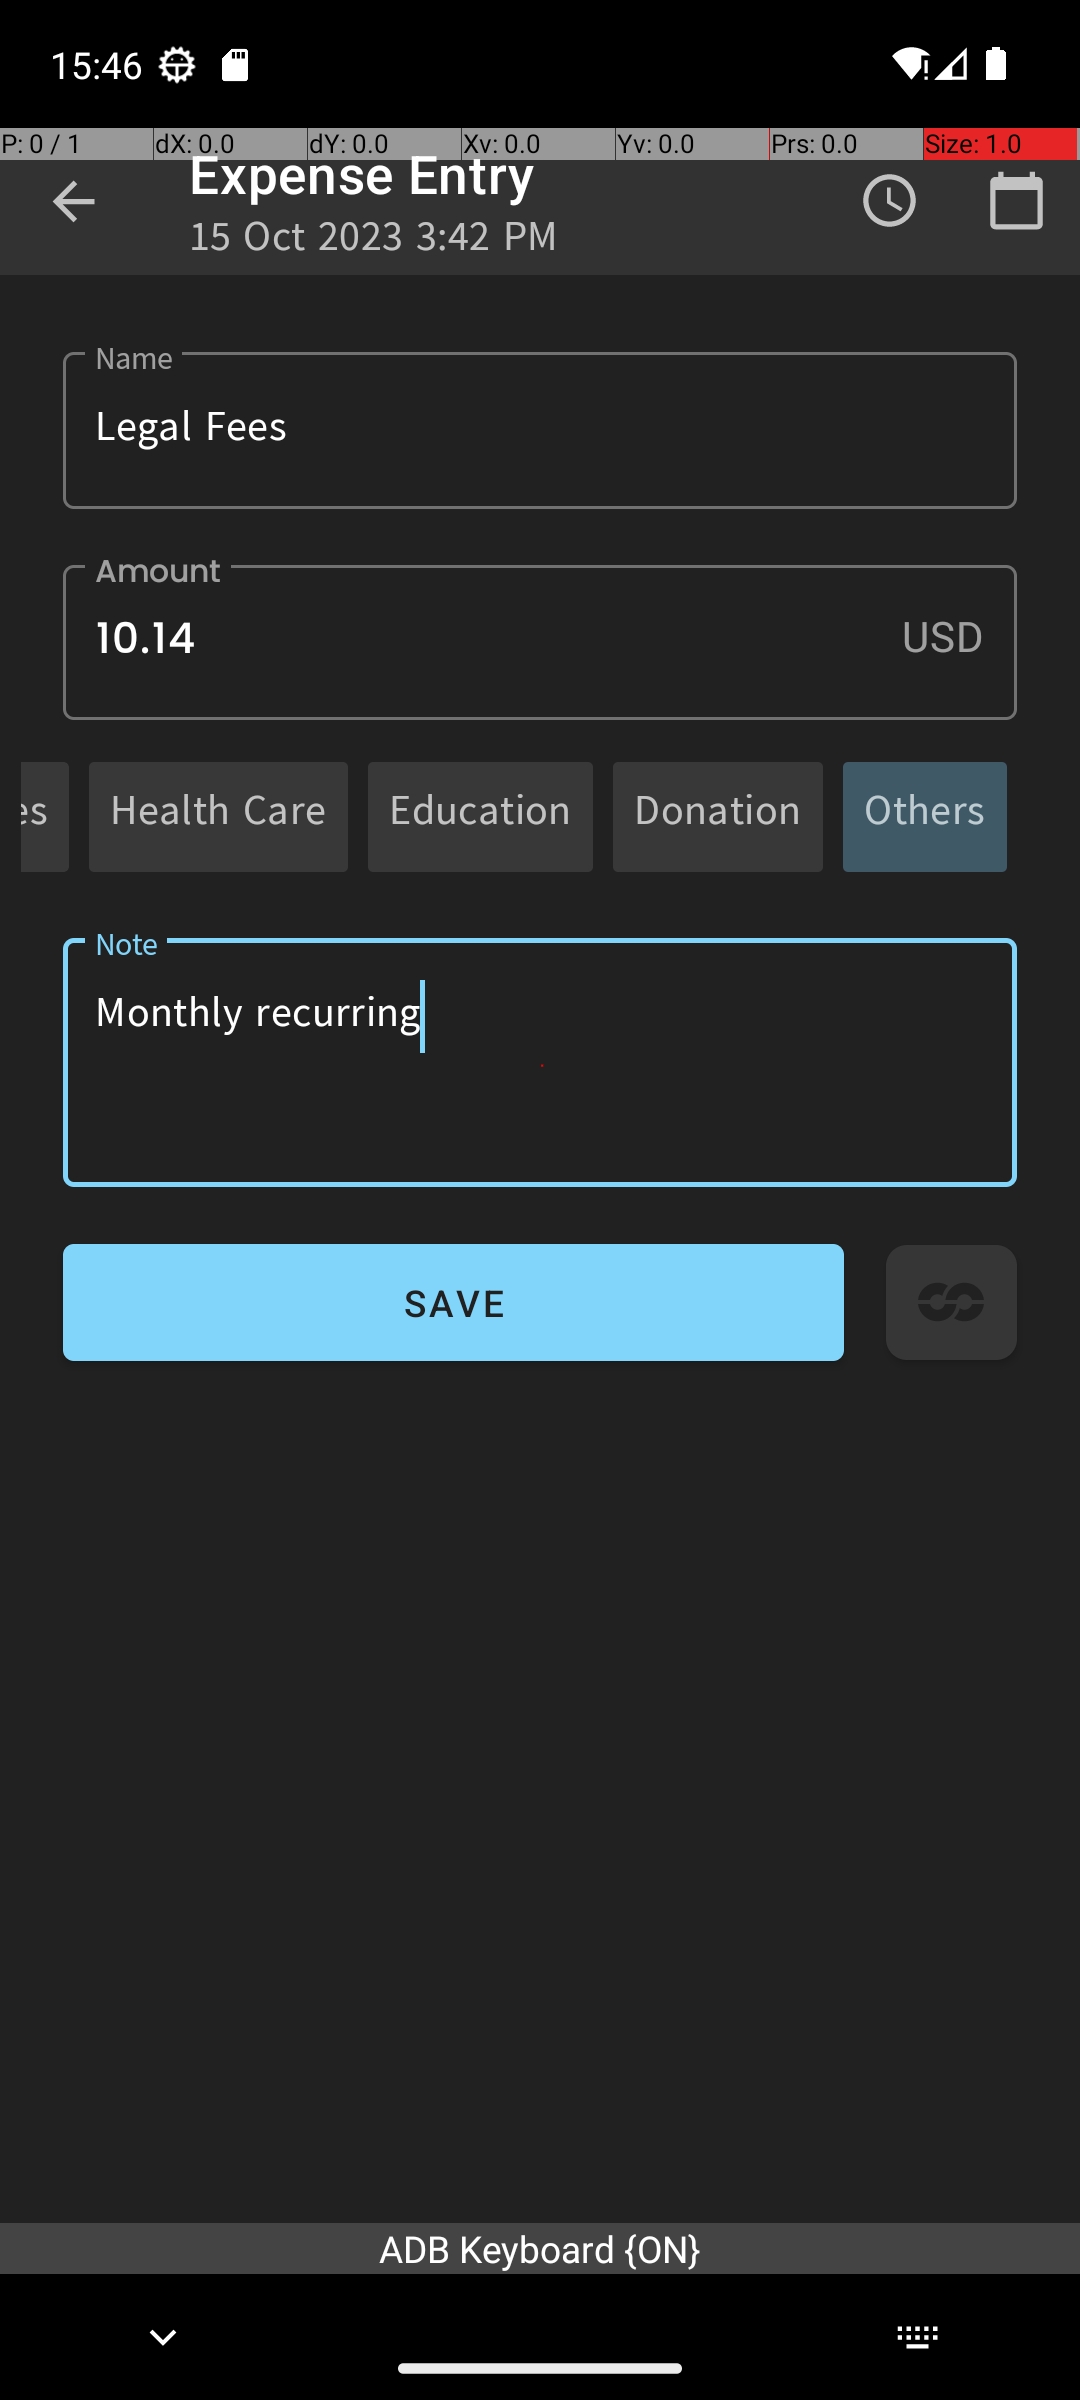 15:46
P: 0 / 1 dX: 0.0 dY: 0.0 Xv: 0.0 Yv: 0.0 Prs: 0.0 Size: 1.0
Expense Entry
15 Oct 2023 3:42 PM
Name
Legal Fees
Amount
10.14 USD
es Health Care Education Donation Others
Note
Monthly recurring
SAVE
ADB Keyboard {ON}